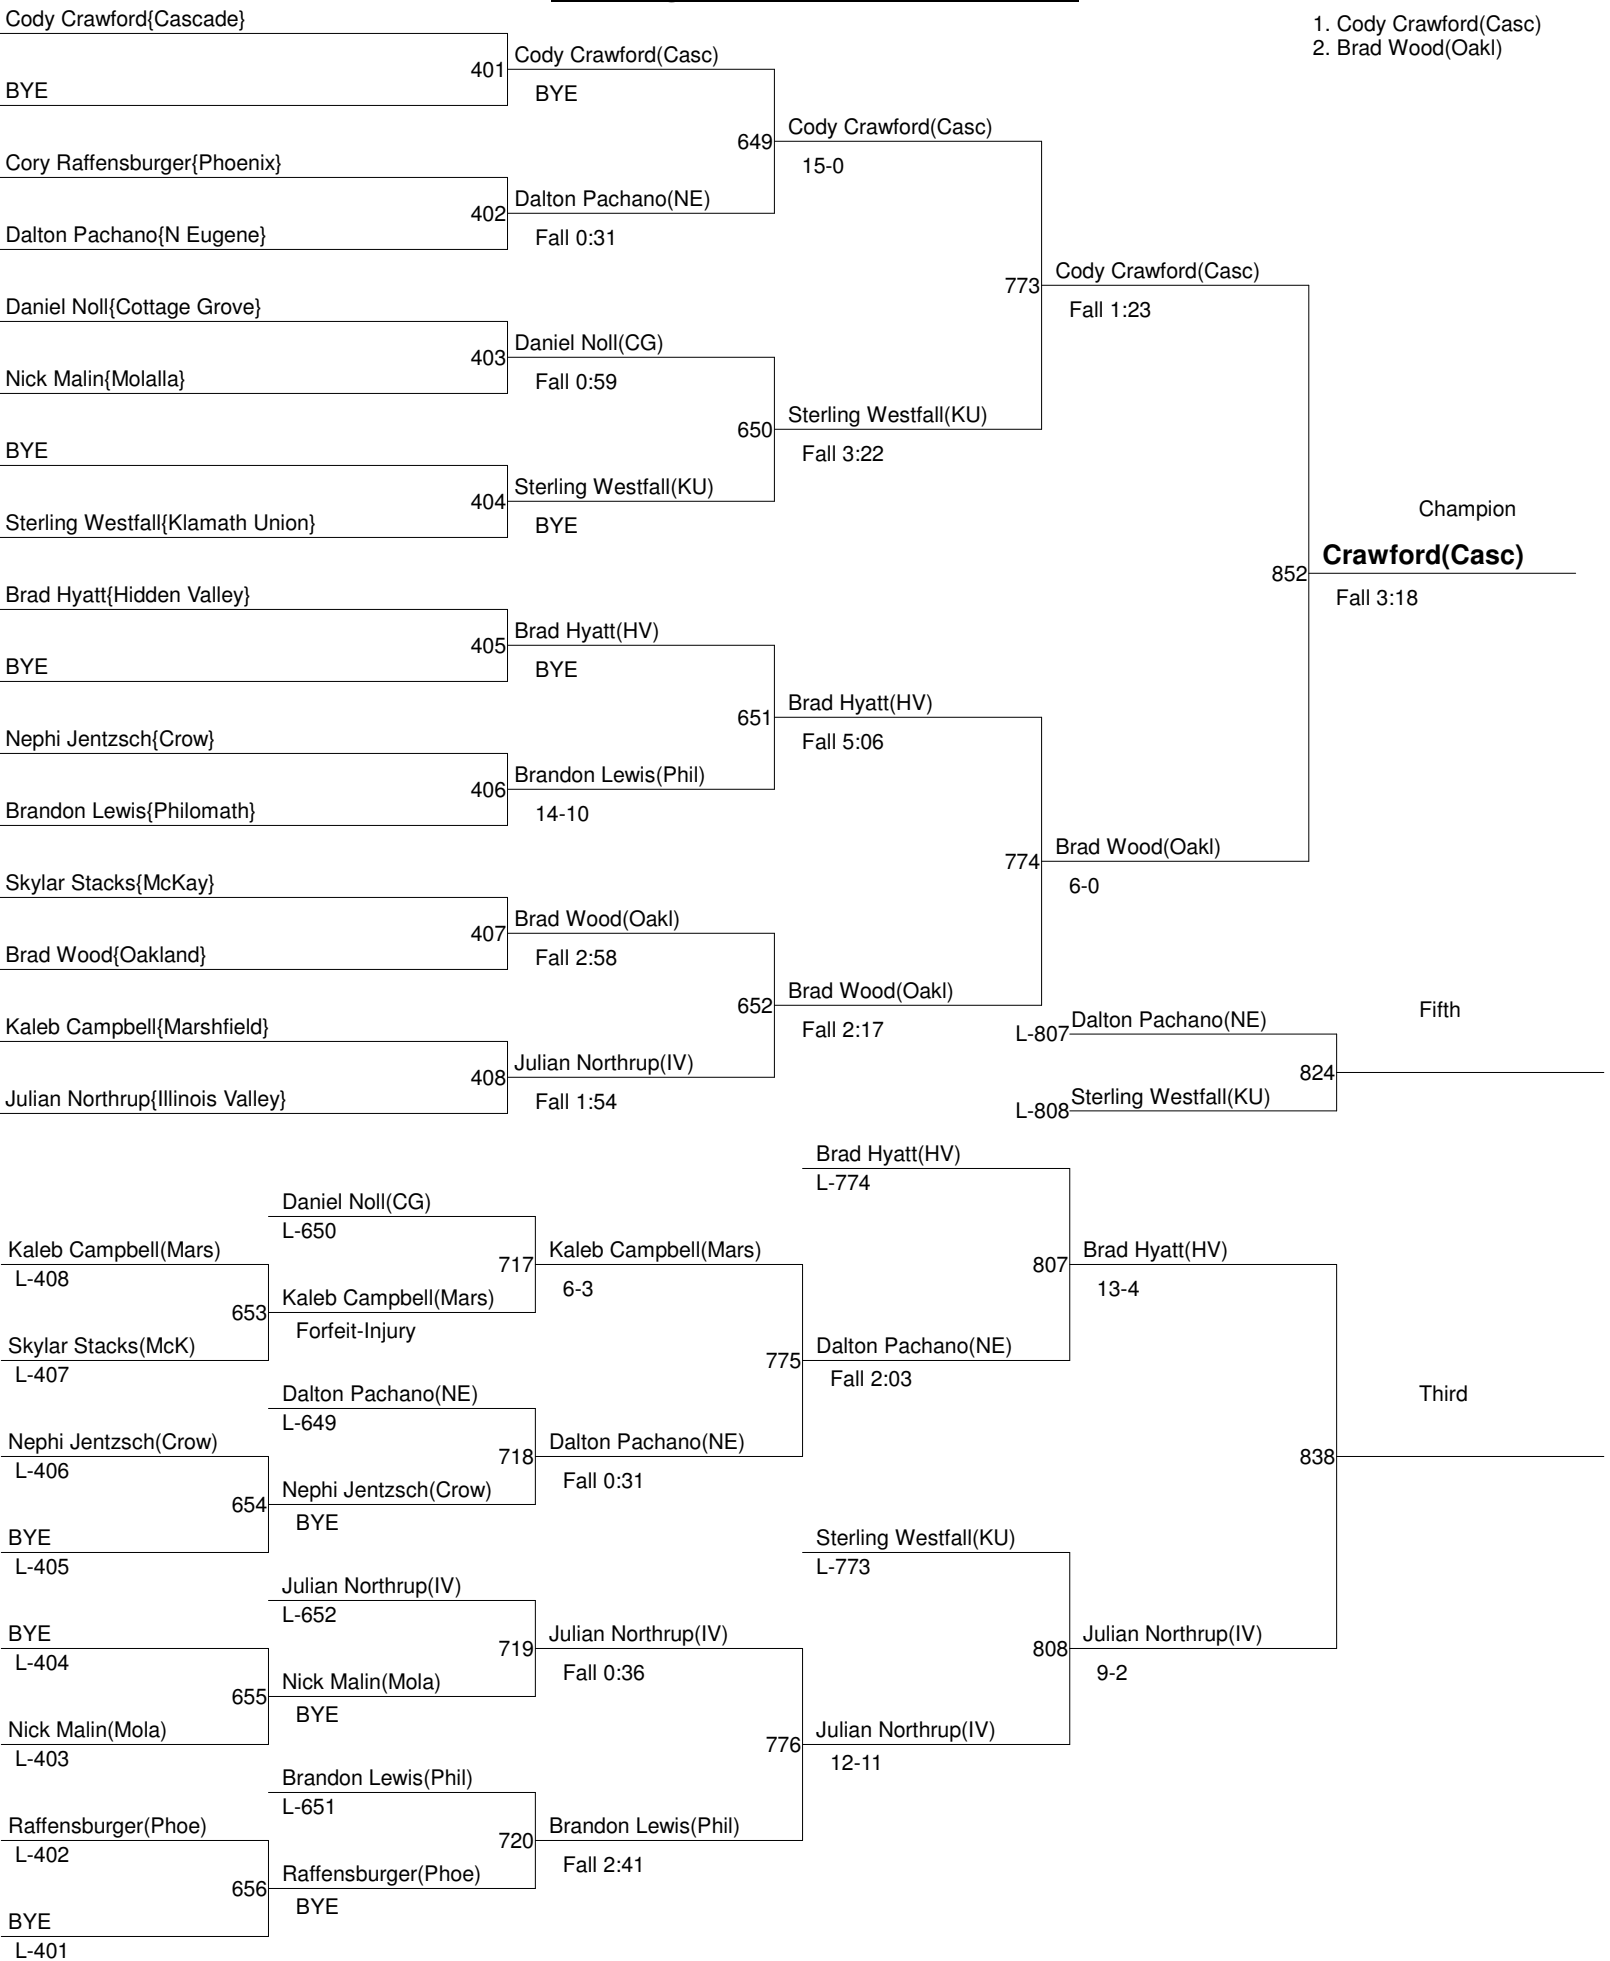 Cody Crawford{Cascade}
1. Cody Crawford(Casc)
2. Brad Wood(Oakl)
401
Cody Crawford(Casc)
BYE
BYE
649
Cody Crawford(Casc)
15-0
Cory Raffensburger{Phoenix}
402
Dalton Pachano(NE)
Dalton Pachano{N Eugene}
Fall 0:31
773
Cody Crawford(Casc)
Fall 1:23
Daniel Noll{Cottage Grove}
403
Daniel Noll(CG)
Nick Malin{Molalla}
Fall 0:59
650
Sterling Westfall(KU)
Fall 3:22
BYE
404
Sterling Westfall(KU)
Sterling Westfall{Klamath Union}
BYE
Champion
852
Crawford(Casc)
Fall 3:18
Brad Hyatt{Hidden Valley}
405
Brad Hyatt(HV)
BYE
BYE
651
Brad Hyatt(HV)
Fall 5:06
Nephi Jentzsch{Crow}
406
Brandon Lewis(Phil)
Brandon Lewis{Philomath}
14-10
774
Brad Wood(Oakl)
6-0
Skylar Stacks{McKay}
407
Brad Wood(Oakl)
Brad Wood{Oakland}
Fall 2:58
652
Brad Wood(Oakl)
Fall 2:17
Kaleb Campbell{Marshfield}
408
Julian Northrup(IV)
Julian Northrup{Illinois Valley}
Fall 1:54
Fifth
L-807
Dalton Pachano(NE)
824
L-808
Sterling Westfall(KU)
Brad Hyatt(HV)
L-774
Daniel Noll(CG)
L-650
Kaleb Campbell(Mars)
L-408
717
Kaleb Campbell(Mars)
6-3
807
Brad Hyatt(HV)
13-4
653
Kaleb Campbell(Mars)
Forfeit-Injury
Skylar Stacks(McK)
L-407
775
Dalton Pachano(NE)
Fall 2:03
Dalton Pachano(NE)
L-649
Third
Nephi Jentzsch(Crow)
L-406
718
Dalton Pachano(NE)
Fall 0:31
838
654
Nephi Jentzsch(Crow)
BYE
BYE
L-405
Sterling Westfall(KU)
L-773
Julian Northrup(IV)
L-652
BYE
L-404
719
Julian Northrup(IV)
Fall 0:36
808
Julian Northrup(IV)
9-2
655
Nick Malin(Mola)
BYE
Nick Malin(Mola)
L-403
776
Julian Northrup(IV)
12-11
Brandon Lewis(Phil)
L-651
Raffensburger(Phoe)
L-402
720
Brandon Lewis(Phil)
Fall 2:41
656
Raffensburger(Phoe)
BYE
BYE
L-401